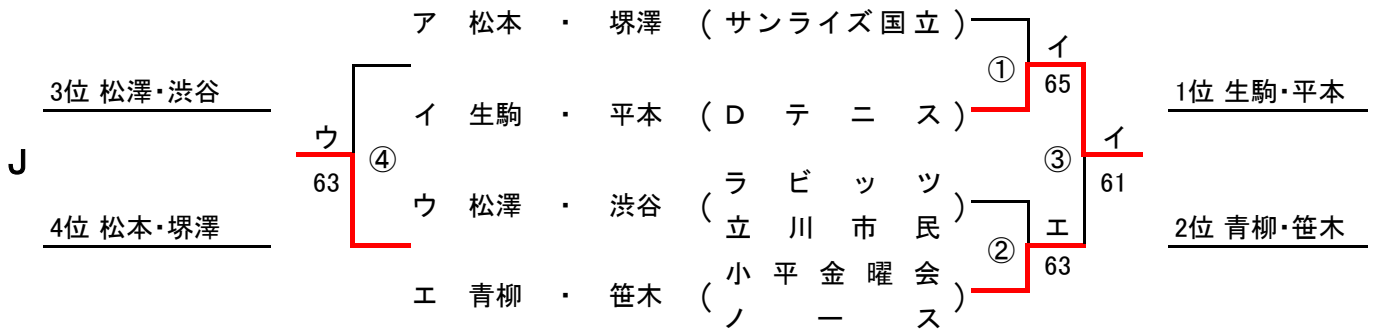 J
3位 松澤・渋谷
4位 松本・堺澤
ウ
63
④
ア 松本 ・ 堺澤 (サンライズ国立)
イ 生駒 ・ 平本 (Dテニス)
ウ 松澤 ・ 渋谷 (ラビッツ
立川市民)
エ 青柳 ・ 笹木 (小平金曜会
ノース)
①
イ
65
②
エ
63
③
イ
61
1位 生駒・平本
2位 青柳・笹木